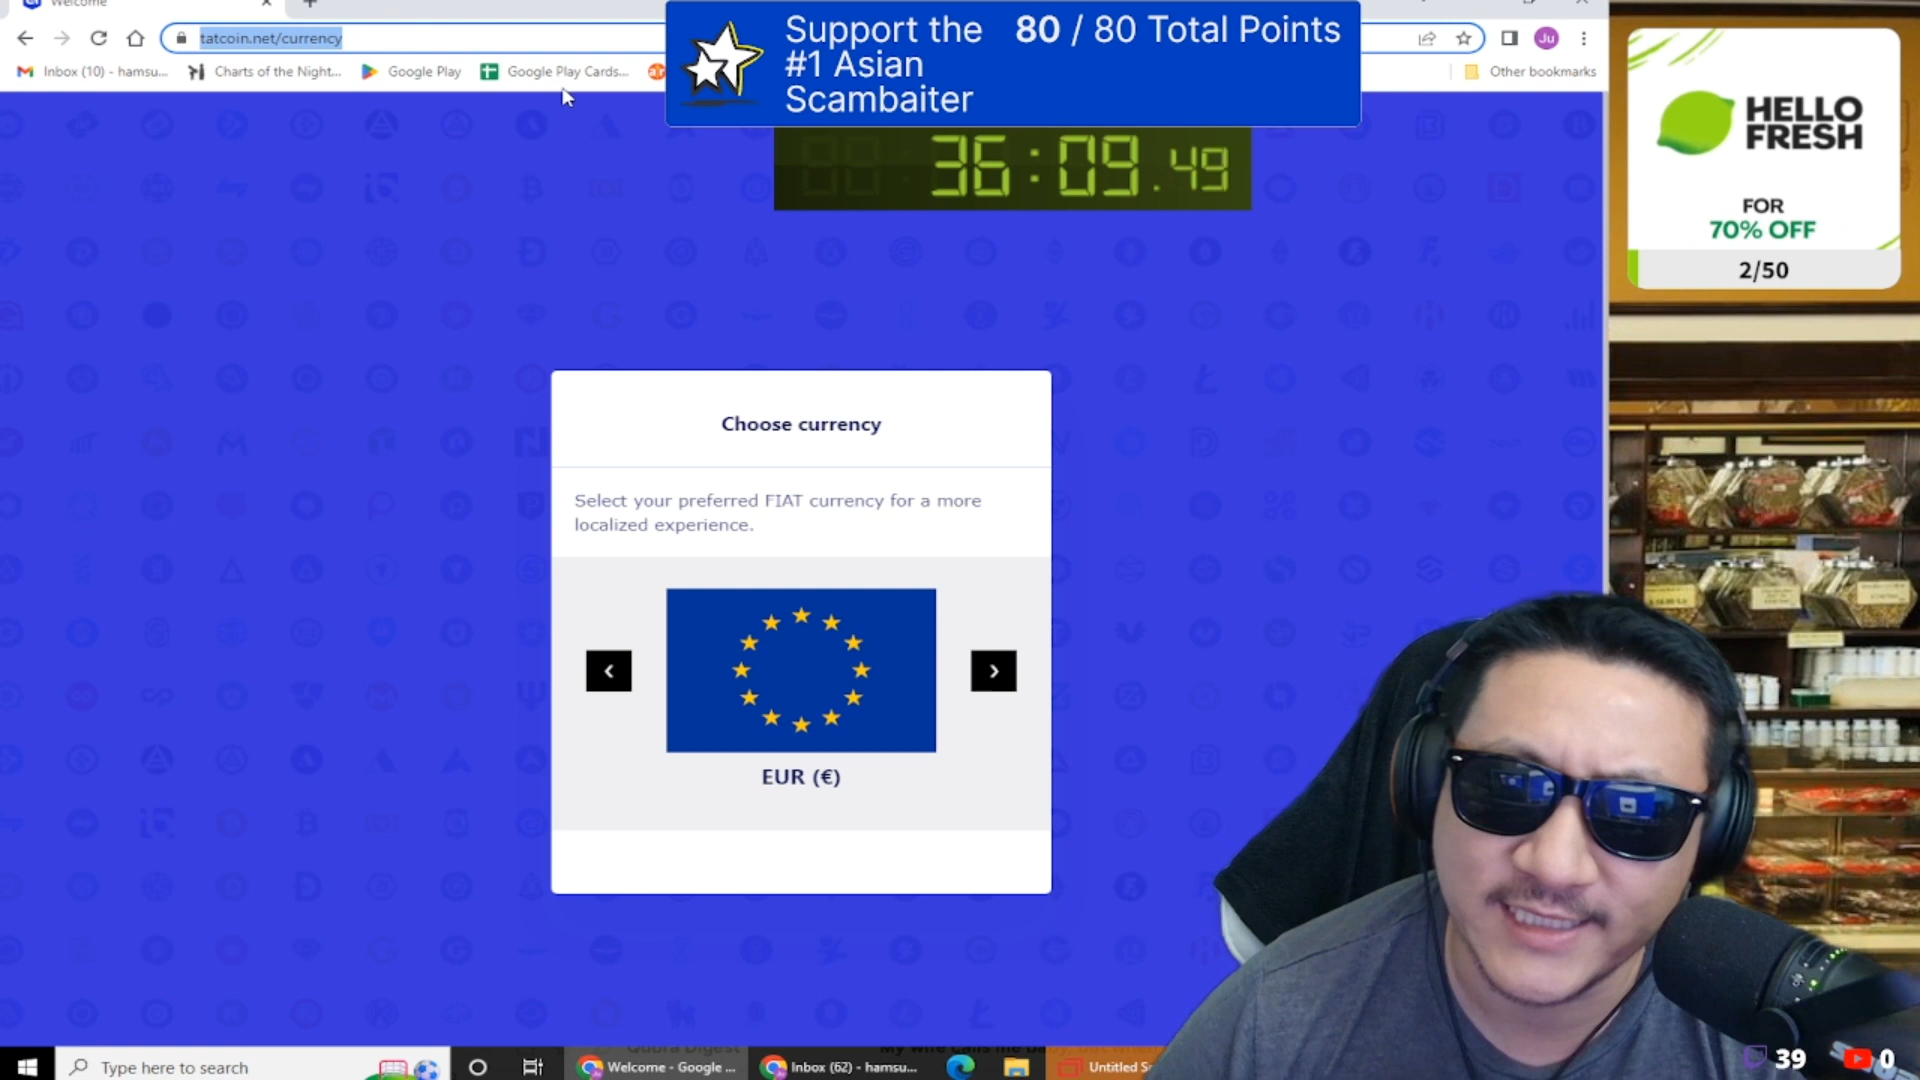 Welcome
tatcoin.net/currency
Ju
Inbox (10) - hamsu...
Charts of the Night...
Google Play
Google Play Cards...
Other bookmarks
Support the
#1 Asian
Scambaiter
80 / 80 Total Points
36:09.49
HELLO
FRESH
FOR
70% OFF
2/50
Choose currency
Select your preferred FIAT currency for a more
localized experience.
EUR (€)
Type here to search
Welcome - Google ...
Inbox (62) - hamsu...
39
0